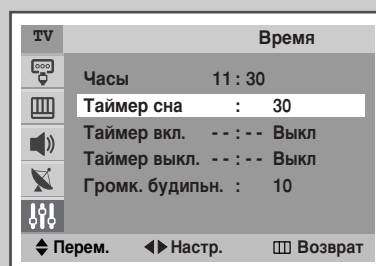 TV Время
Часы 11 : 30
Таймер сна : 30
Таймер вкл. - - : - - Выкл
Таймер выкл. - - : - - Выкл
Громк. будипьн. : 10
Перем. Настр. Возврат